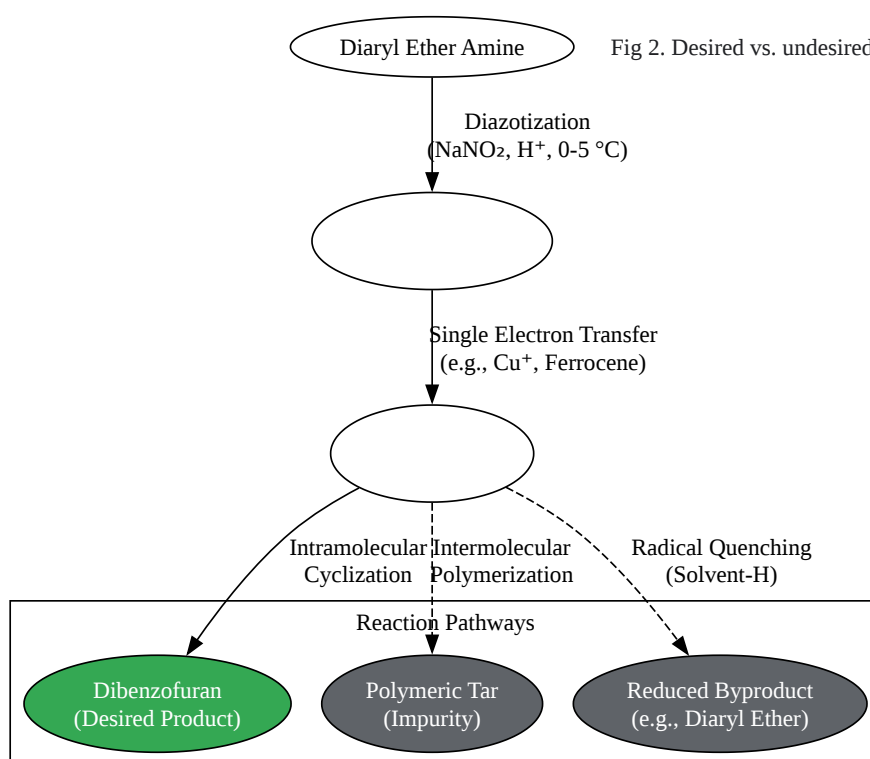 Diaryl Ether Amine
Fig 2. Desired vs. undesired
Diazotization
(NaNO₂, H⁺, 0-5 °C)
Single Electron Transfer
(e.g., Cu⁺, Ferrocene)
Intramolecular
Cyclization
Intermolecular
Polymerization
Radical Quenching
(Solvent-H)
Reaction Pathways
Dibenzofuran
(Desired Product)
Polymeric Tar
(Impurity)
Reduced Byproduct
(e.g., Diaryl Ether)